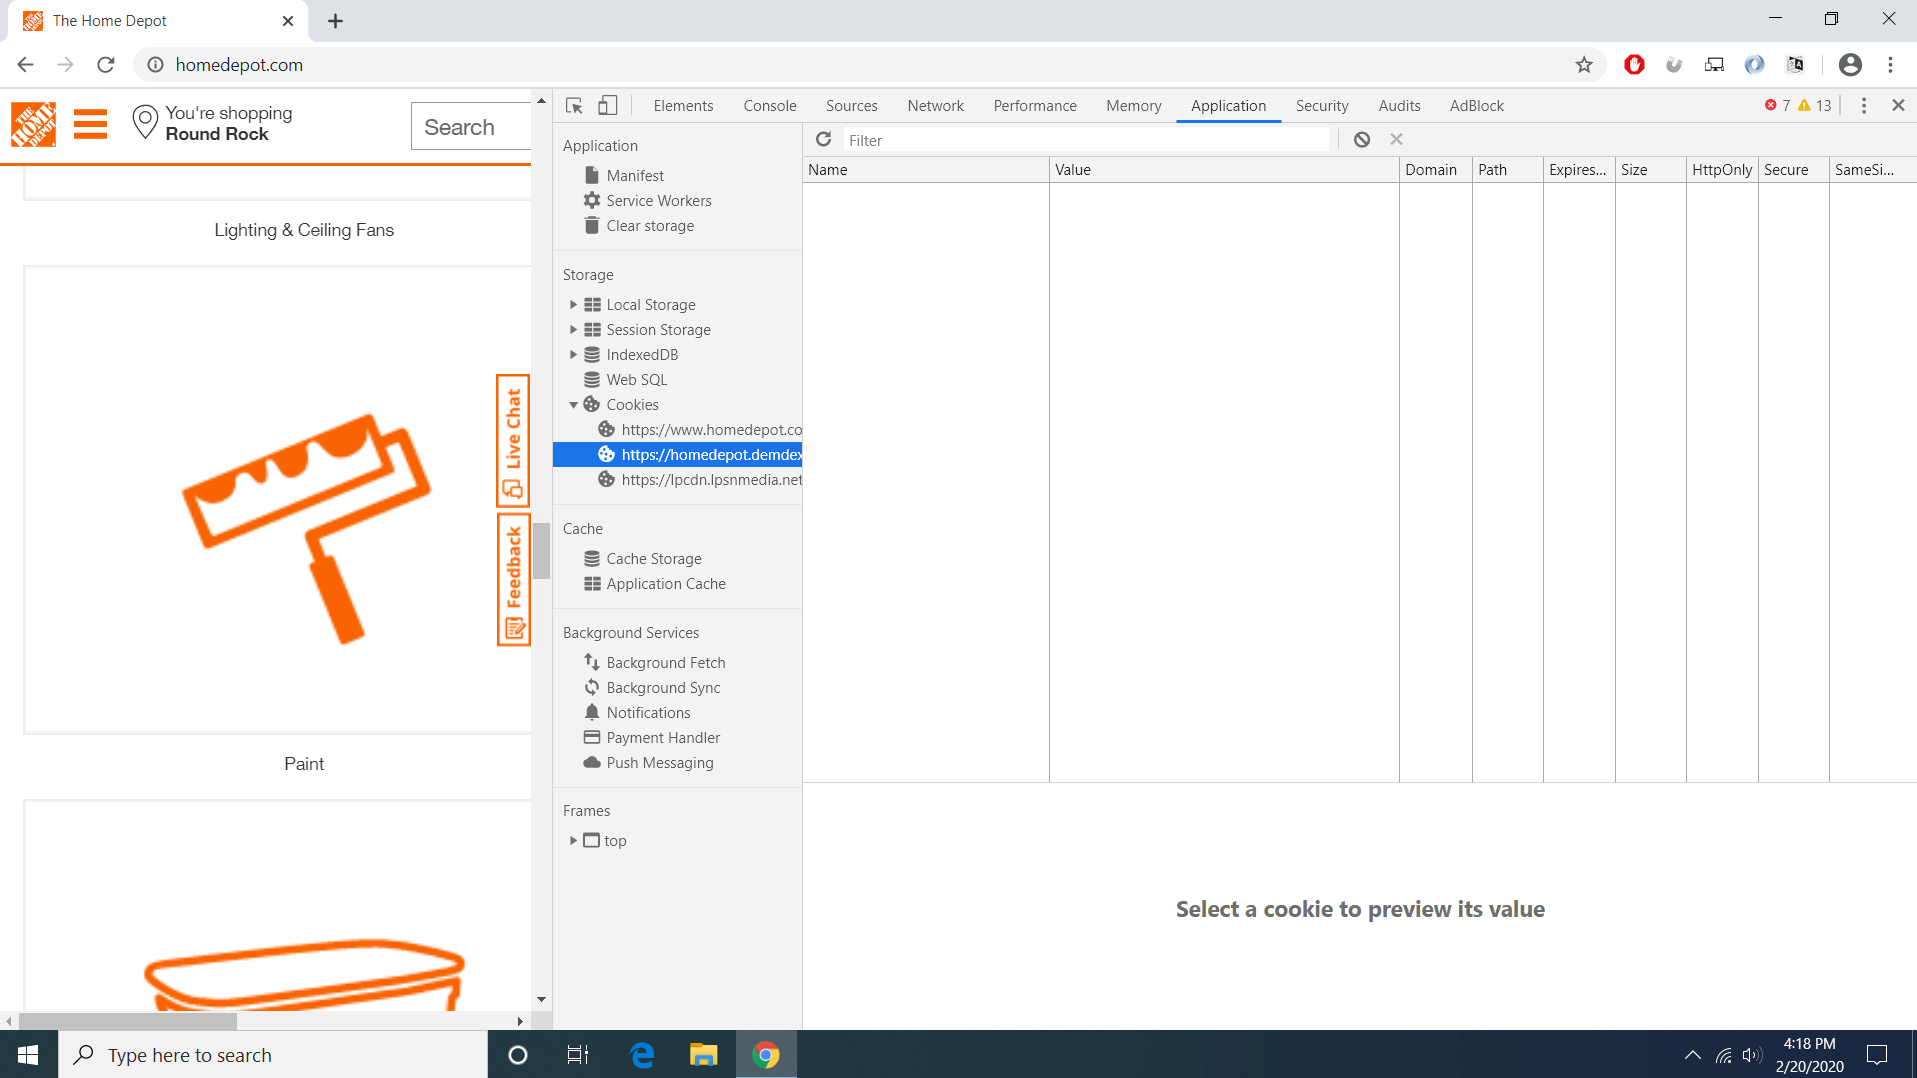 The Home Depot
homedepot.com
THE HOME DEPOT
You're shopping
Round Rock
Search
Lighting & Ceiling Fans
Live Chat
Feedback
Paint
Elements Console Sources Network Performance Memory Application Security Audits AdBlock 7 13
Application
Manifest
Service Workers
Clear storage
Storage
Local Storage
Session Storage
IndexedDB
Web SQL
Cookies
https://www.homedepot.co
https://homedepot.demdex
https://lpcdn.lpsnmedia.net
Cache
Cache Storage
Application Cache
Background Services
Background Fetch
Background Sync
Notifications
Payment Handler
Push Messaging
Frames
top
Filter
Name Value Domain Path Expires... Size HttpOnly Secure SameSi...
Select a cookie to preview its value
Type here to search
4:18 PM
2/20/2020